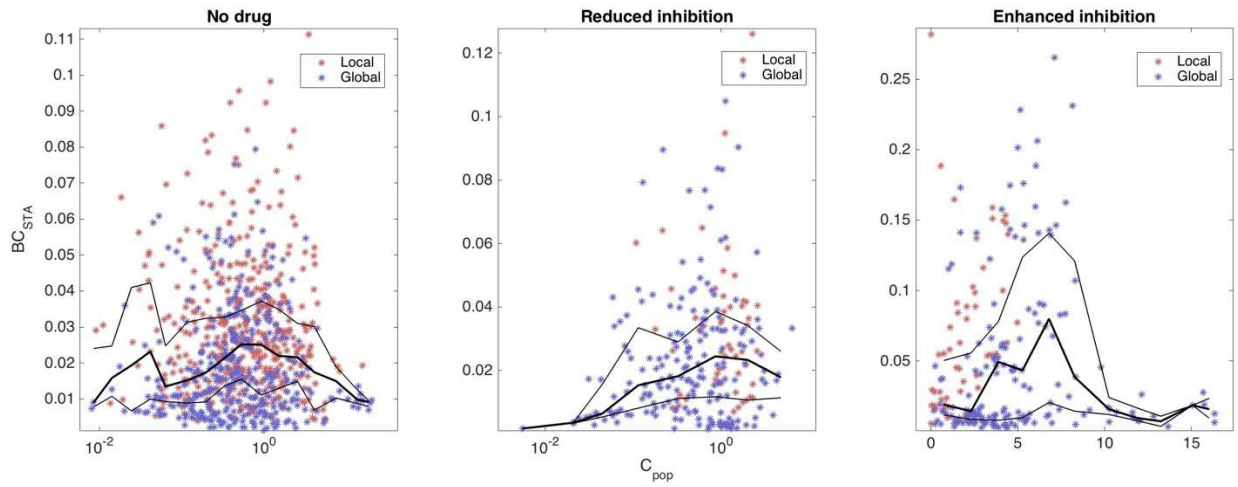 No drug
BC_STA
0.11
0.1
0.09
0.08
0.07
0.06
0.05
0.04
0.03
0.02
0.01
10^-2
10^0
Local
Global
Reduced inhibition
0.12
0.1
0.08
0.06
0.04
0.02
10^-2
10^0
C_pop
Local
Global
Enhanced inhibition
0.25
0.2
0.15
0.1
0.05
0
5
10
15
Local
Global